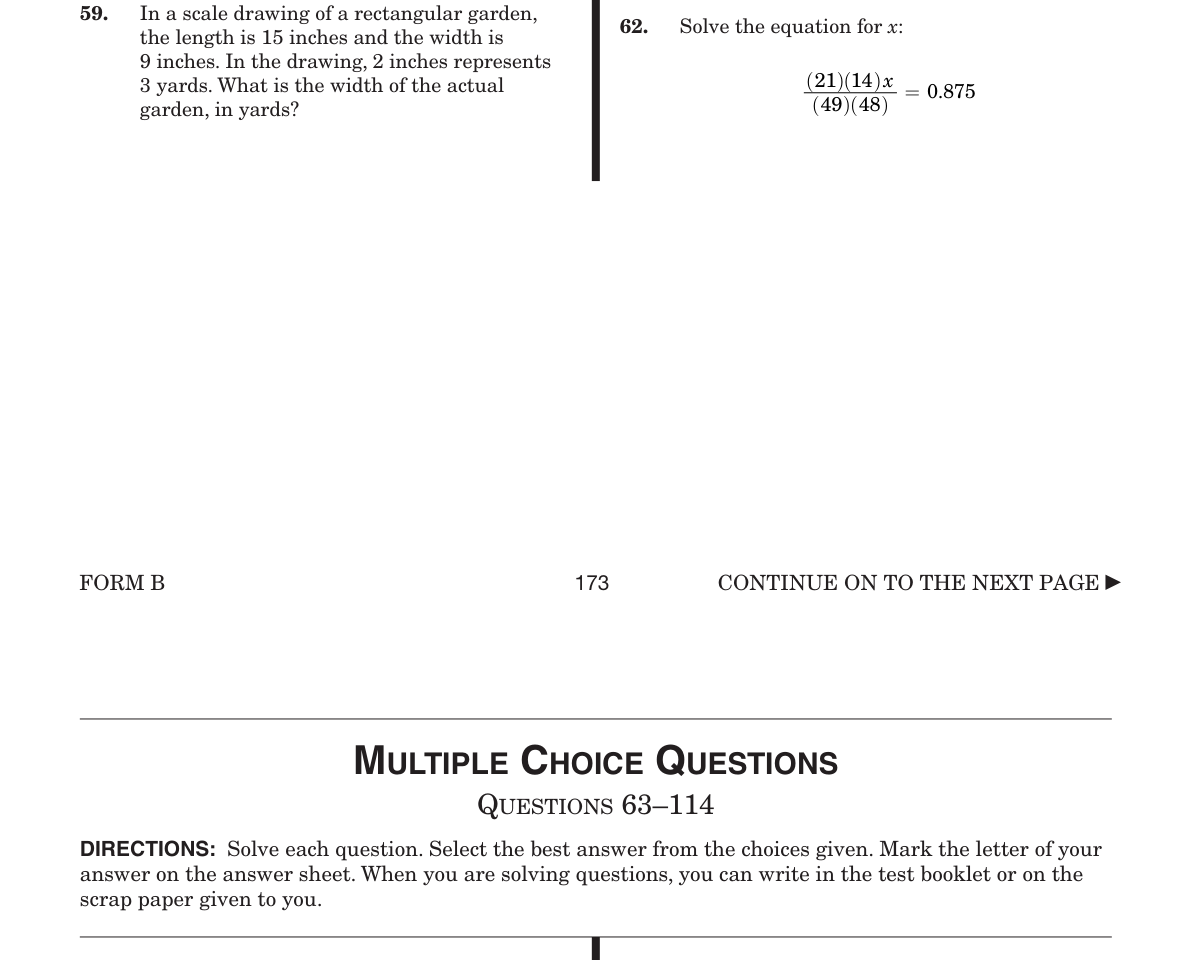 59. In a scale drawing of a rectangular garden,
the length is 15 inches and the width is
9 inches. In the drawing, 2 inches represents
3 yards. What is the width of the actual
garden, in yards?
62. Solve the equation for x:
(21)(14)x
(49)(48)
= 0.875
FORM B
173
CONTINUE ON TO THE NEXT PAGE ►
MULTIPLE CHOICE QUESTIONS
QUESTIONS 63–114
DIRECTIONS: Solve each question. Select the best answer from the choices given. Mark the letter of your
answer on the answer sheet. When you are solving questions, you can write in the test booklet or on the
scrap paper given to you.